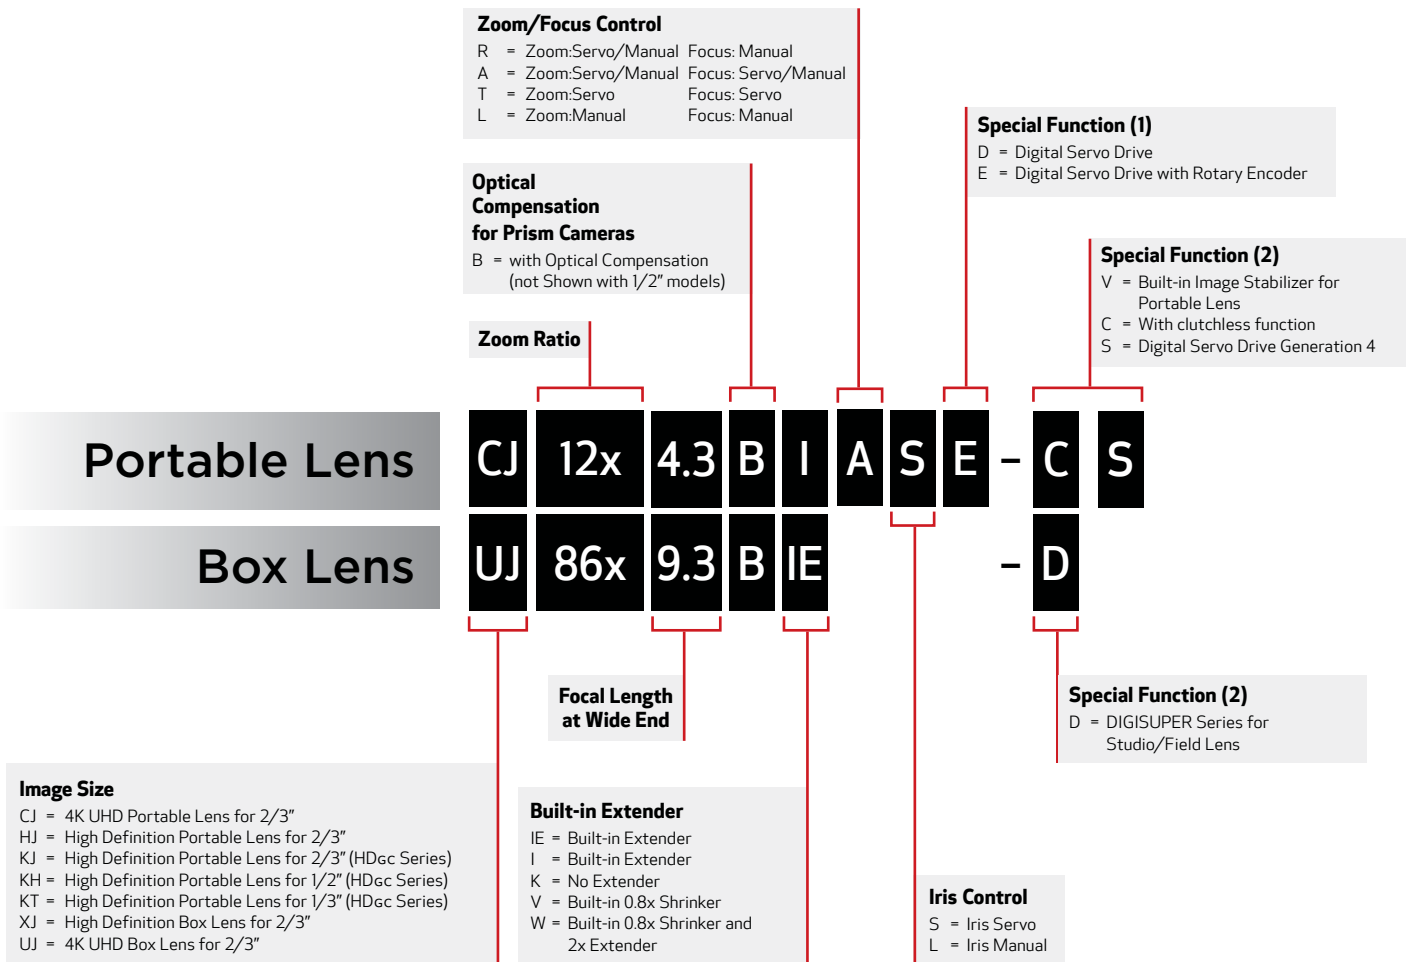 Zoom/Focus Control
R = Zoom:Servo/Manual Focus: Manual
A = Zoom:Servo/Manual Focus: Servo/Manual
T = Zoom:Servo Focus: Servo
L = Zoom:Manual Focus: Manual
Special Function (1)
D = Digital Servo Drive
E = Digital Servo Drive with Rotary Encoder
Optical
Compensation
for Prism Cameras
B = with Optical Compensation
(not Shown with 1/2" models)
Special Function (2)
V = Built-in Image Stabilizer for
Portable Lens
C = With clutchless function
S = Digital Servo Drive Generation 4
Zoom Ratio
Portable Lens CJ 12x 4.3 B I A S E – C S
Box Lens UJ 86x 9.3 B IE – D
Focal Length
at Wide End
Special Function (2)
D = DIGISUPER Series for
Studio/Field Lens
Image Size
CJ = 4K UHD Portable Lens for 2/3"
HJ = High Definition Portable Lens for 2/3"
KJ = High Definition Portable Lens for 2/3" (HDgc Series)
KH = High Definition Portable Lens for 1/2" (HDgc Series)
KT = High Definition Portable Lens for 1/3" (HDgc Series)
XJ = High Definition Box Lens for 2/3"
UJ = 4K UHD Box Lens for 2/3"
Built-in Extender
IE = Built-in Extender
I = Built-in Extender
K = No Extender
V = Built-in 0.8x Shrinker
W = Built-in 0.8x Shrinker and
2x Extender
Iris Control
S = Iris Servo
L = Iris Manual